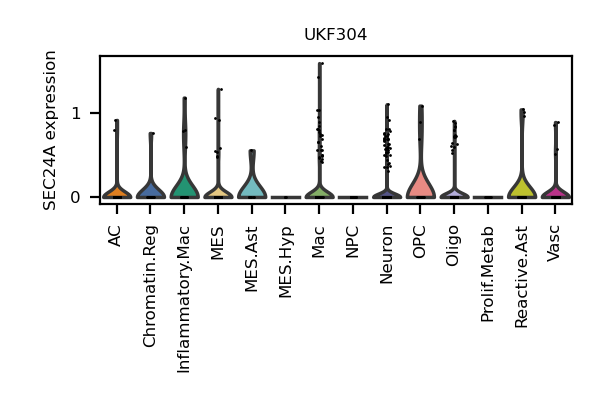 UKF304
SEC24A expression
1
0
AC
Chromatin.Reg
Inflammatory.Mac
MES
MES.Ast
MES.Hyp
Mac
NPC
Neuron
OPC
Oligo
Prolif.Metab
Reactive.Ast
Vasc